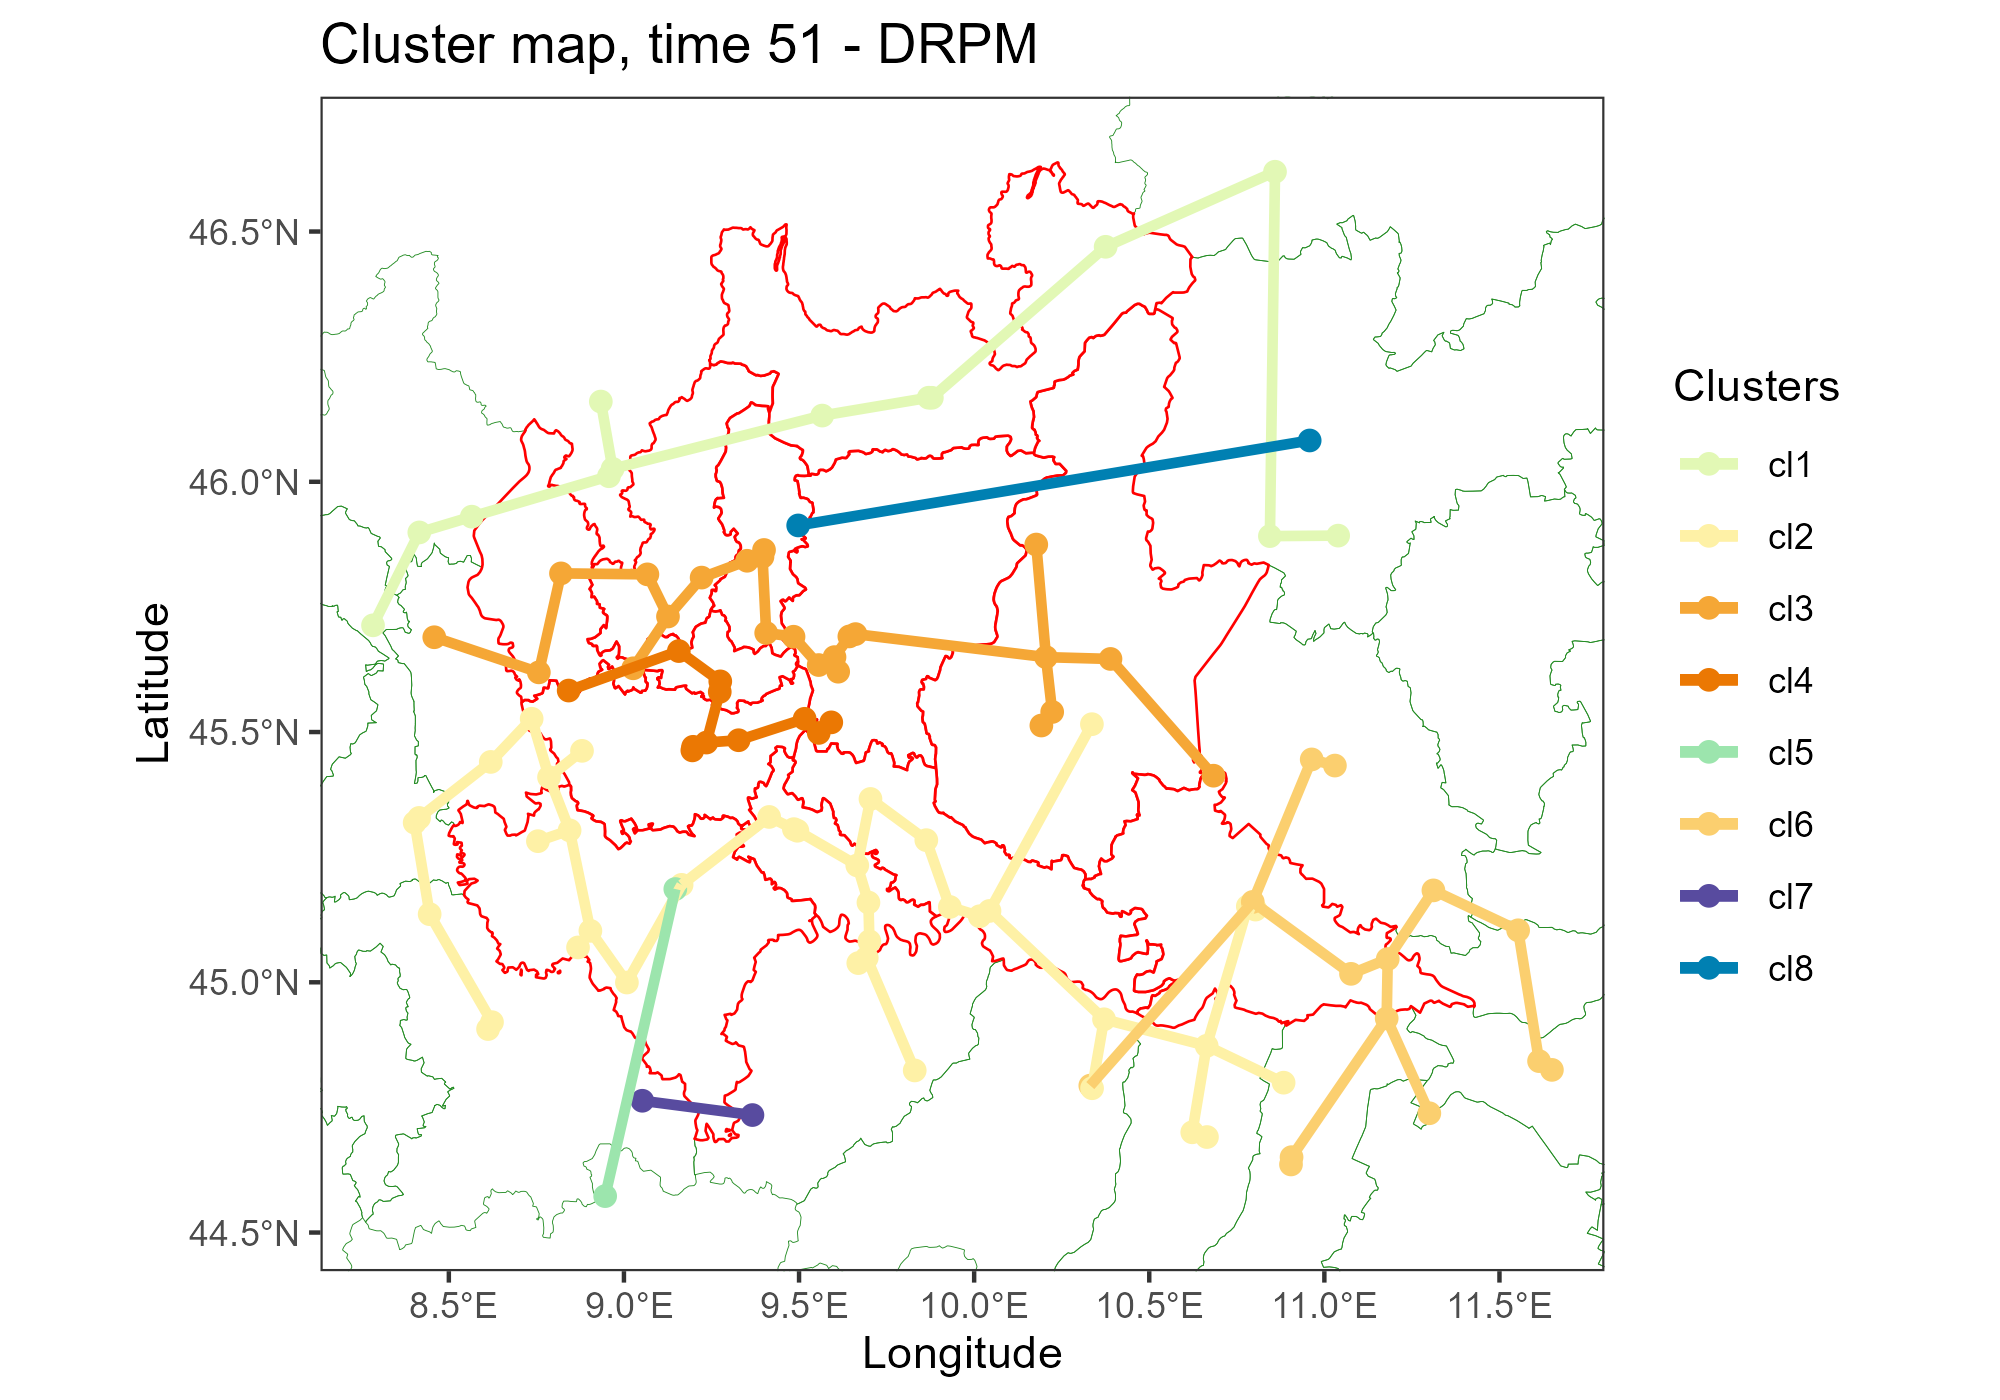 Cluster map, time 51 - DRPM
46.5°N
46.0°N
45.5°N
45.0°N
44.5°N
Latitude
8.5°E 9.0°E 9.5°E 10.0°E 10.5°E 11.0°E 11.5°E
Longitude
Clusters
cl1
cl2
cl3
cl4
cl5
cl6
cl7
cl8